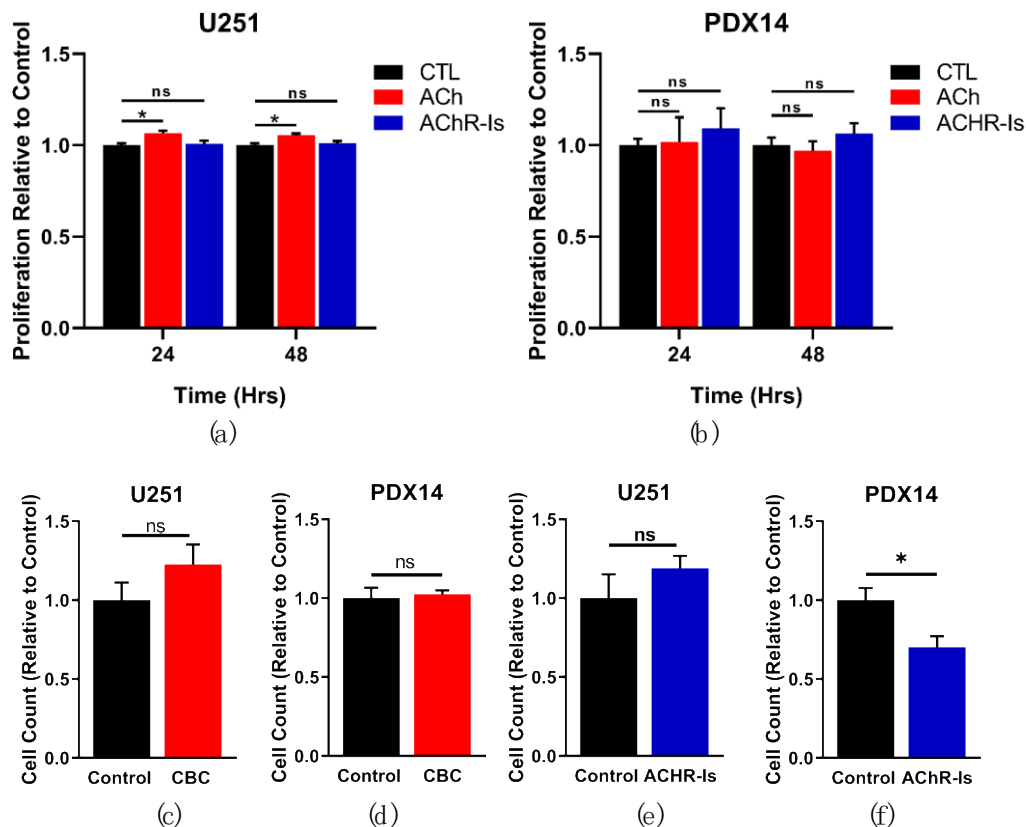 U251
Proliferation Relative to Control
1.5
1.0
0.5
0.0
ns
*
ns
*
CTL
ACh
AChR-Is
24
48
Time (Hrs)
(a)
PDX14
Proliferation Relative to Control
1.5
1.0
0.5
0.0
ns
ns
ns
ns
CTL
ACh
ACHR-Is
24
48
Time (Hrs)
(b)
U251
Cell Count (Relative to Control)
1.5
1.0
0.5
0.0
ns
Control CBC
(c)
PDX14
Cell Count (Relative to Control)
1.5
1.0
0.5
0.0
ns
Control CBC
(d)
U251
Cell Count (Relative to Control)
1.5
1.0
0.5
0.0
ns
Control ACHR-Is
(e)
PDX14
Cell Count (Relative to Control)
1.5
1.0
0.5
0.0
*
Control AChR-Is
(f)